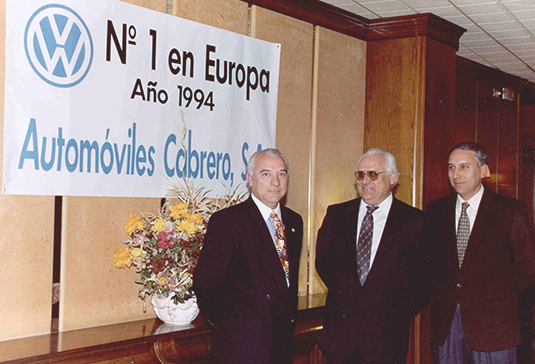 Nº 1 en Europa
Año 1994
Automóviles Cabrero, S.A.